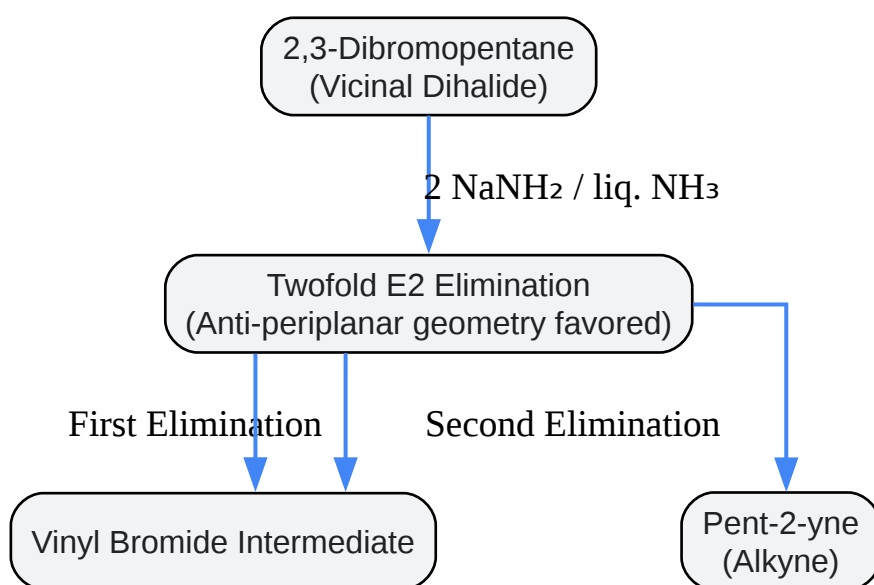 2,3-Dibromopentane
(Vicinal Dihalide)
2 NaNH₂ / liq. NH₃
Twofold E2 Elimination
(Anti-periplanar geometry favored)
First Elimination
Second Elimination
Vinyl Bromide Intermediate
Pent-2-yne
(Alkyne)